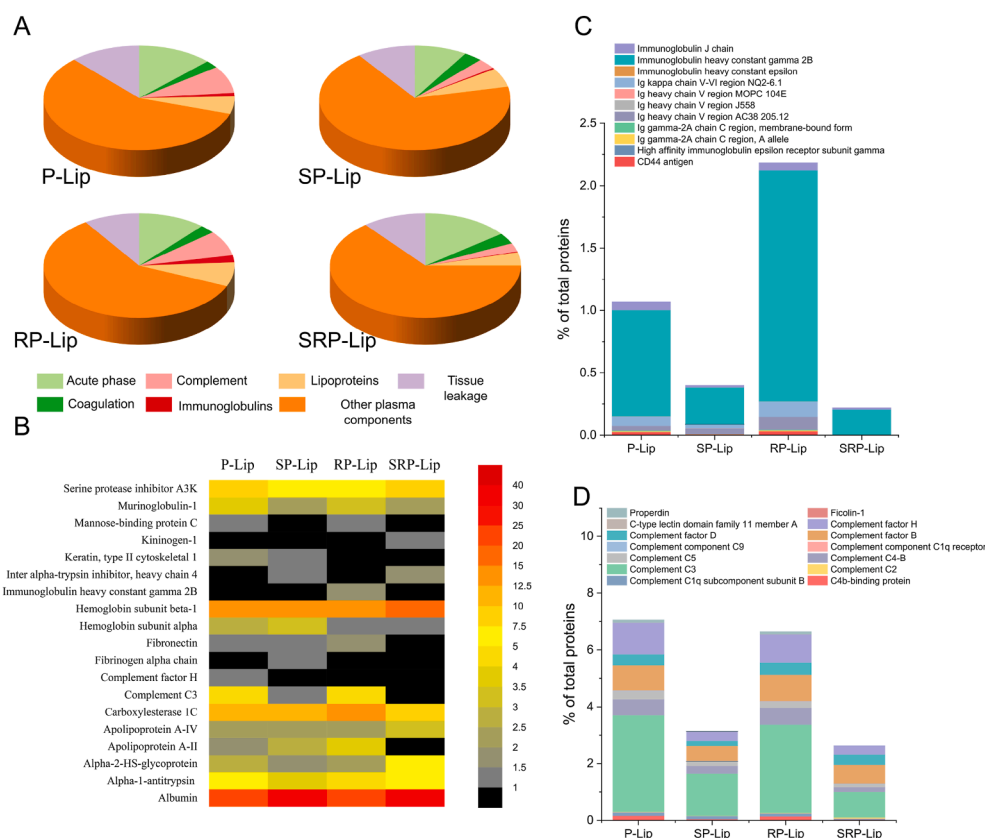 A
P-Lip
SP-Lip
RP-Lip
SRP-Lip
Acute phase
Complement
Lipoproteins
Tissue
leakage
Coagulation
Immunoglobulins
Other plasma
components
B
P-Lip
SP-Lip
RP-Lip
SRP-Lip
Serine protease inhibitor A3K
Murinoglobulin-1
Mannose-binding protein C
Kininogen-1
Keratin, type II cytoskeletal 1
Inter alpha-trypsin inhibitor, heavy chain 4
Immunoglobulin heavy constant gamma 2B
Hemoglobin subunit beta-1
Hemoglobin subunit alpha
Fibronectin
Fibrinogen alpha chain
Complement factor H
Complement C3
Carboxylesterase 1C
Apolipoprotein A-IV
Apolipoprotein A-II
Alpha-2-HS-glycoprotein
Alpha-1-antitrypsin
Albumin
40
30
25
20
15
12.5
10
7.5
5
4
3.5
3
2.5
2
1.5
1
C
Immunoglobulin J chain
Immunoglobulin heavy constant gamma 2B
Immunoglobulin heavy constant epsilon
Ig kappa chain V-VI region NQ2-6.1
Ig heavy chain V region MOPC 104E
Ig heavy chain V region J558
Ig heavy chain V region AC38 205.12
Ig gamma-2A chain C region, membrane-bound form
Ig gamma-2A chain C region, A allele
High affinity immunoglobulin epsilon receptor subunit gamma
CD44 antigen
% of total proteins
2.5
2.0
1.5
1.0
0.5
0.0
P-Lip
SP-Lip
RP-Lip
SRP-Lip
D
Properdin
C-type lectin domain family 11 member A
Complement factor D
Complement component C9
Complement C5
Complement C3
Complement C1q subcomponent subunit B
Ficolin-1
Complement factor H
Complement factor B
Complement component C1q receptor
Complement C4-B
Complement C2
C4b-binding protein
% of total proteins
10
8
6
4
2
0
P-Lip
SP-Lip
RP-Lip
SRP-Lip